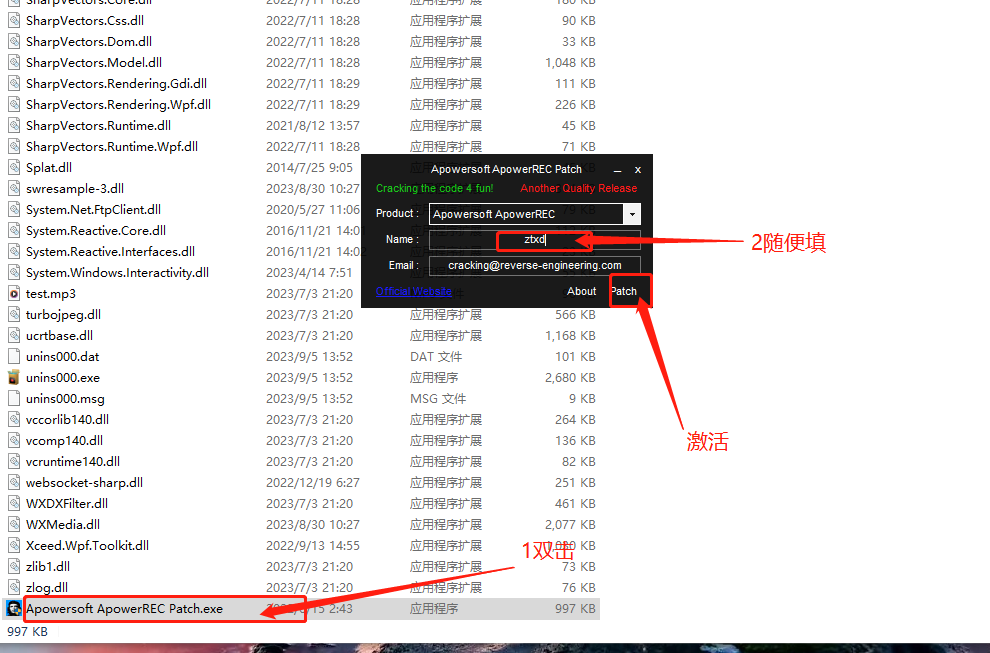 SharpVectors.Core.dll 2022/7/11 18:28 应用程序扩展 180 KB
SharpVectors.Css.dll 2022/7/11 18:28 应用程序扩展 90 KB
SharpVectors.Dom.dll 2022/7/11 18:28 应用程序扩展 33 KB
SharpVectors.Model.dll 2022/7/11 18:28 应用程序扩展 1,048 KB
SharpVectors.Rendering.Gdi.dll 2022/7/11 18:29 应用程序扩展 111 KB
SharpVectors.Rendering.Wpf.dll 2022/7/11 18:29 应用程序扩展 226 KB
SharpVectors.Runtime.dll 2021/8/12 13:57 应用程序扩展 45 KB
SharpVectors.Runtime.Wpf.dll 2022/7/11 18:28 应用程序扩展 71 KB
Splat.dll 2014/7/25 9:05
Apowersoft ApowerREC Patch _ x
swresample-3.dll 2023/8/30 10:27
Cracking the code 4 fun! Another Quality Release
System.Net.FtpClient.dll 2020/5/27 11:06
79 KB
Product : Apowersoft ApowerREC
System.Reactive.Core.dll 2016/11/21 14:01
Name : ztxd
2随便填
System.Reactive.Interfaces.dll 2016/11/21 14:02
System.Windows.Interactivity.dll 2023/4/14 7:51
Email : cracking@reverse-engineering.com
test.mp3 2023/7/3 21:20
Official Website About Patch
turbojpeg.dll 2023/7/3 21:20 应用程序扩展 566 KB
ucrtbase.dll 2023/7/3 21:20 应用程序扩展 1,168 KB
unins000.dat 2023/9/5 13:52 DAT 文件 101 KB
unins000.exe 2023/9/5 13:52 应用程序 2,680 KB
unins000.msg 2023/9/5 13:52 MSG 文件 9 KB
vccorlib140.dll 2023/7/3 21:20 应用程序扩展 264 KB
vcomp140.dll 2023/7/3 21:20 应用程序扩展 136 KB
激活
vcruntime140.dll 2023/7/3 21:20 应用程序扩展 82 KB
websocket-sharp.dll 2022/12/19 6:27 应用程序扩展 251 KB
WXDXFilter.dll 2023/7/3 21:20 应用程序扩展 461 KB
WXMedia.dll 2023/8/30 10:27 应用程序扩展 2,077 KB
Xceed.Wpf.Toolkit.dll 2022/9/13 14:55 应用程序扩展 KB
1双击
zlib1.dll 2023/7/3 21:20 应用程序扩展 73 KB
zlog.dll 2023/7/3 21:20 应用程序扩展 76 KB
Apowersoft ApowerREC Patch.exe 2:43 应用程序 997 KB
997 KB